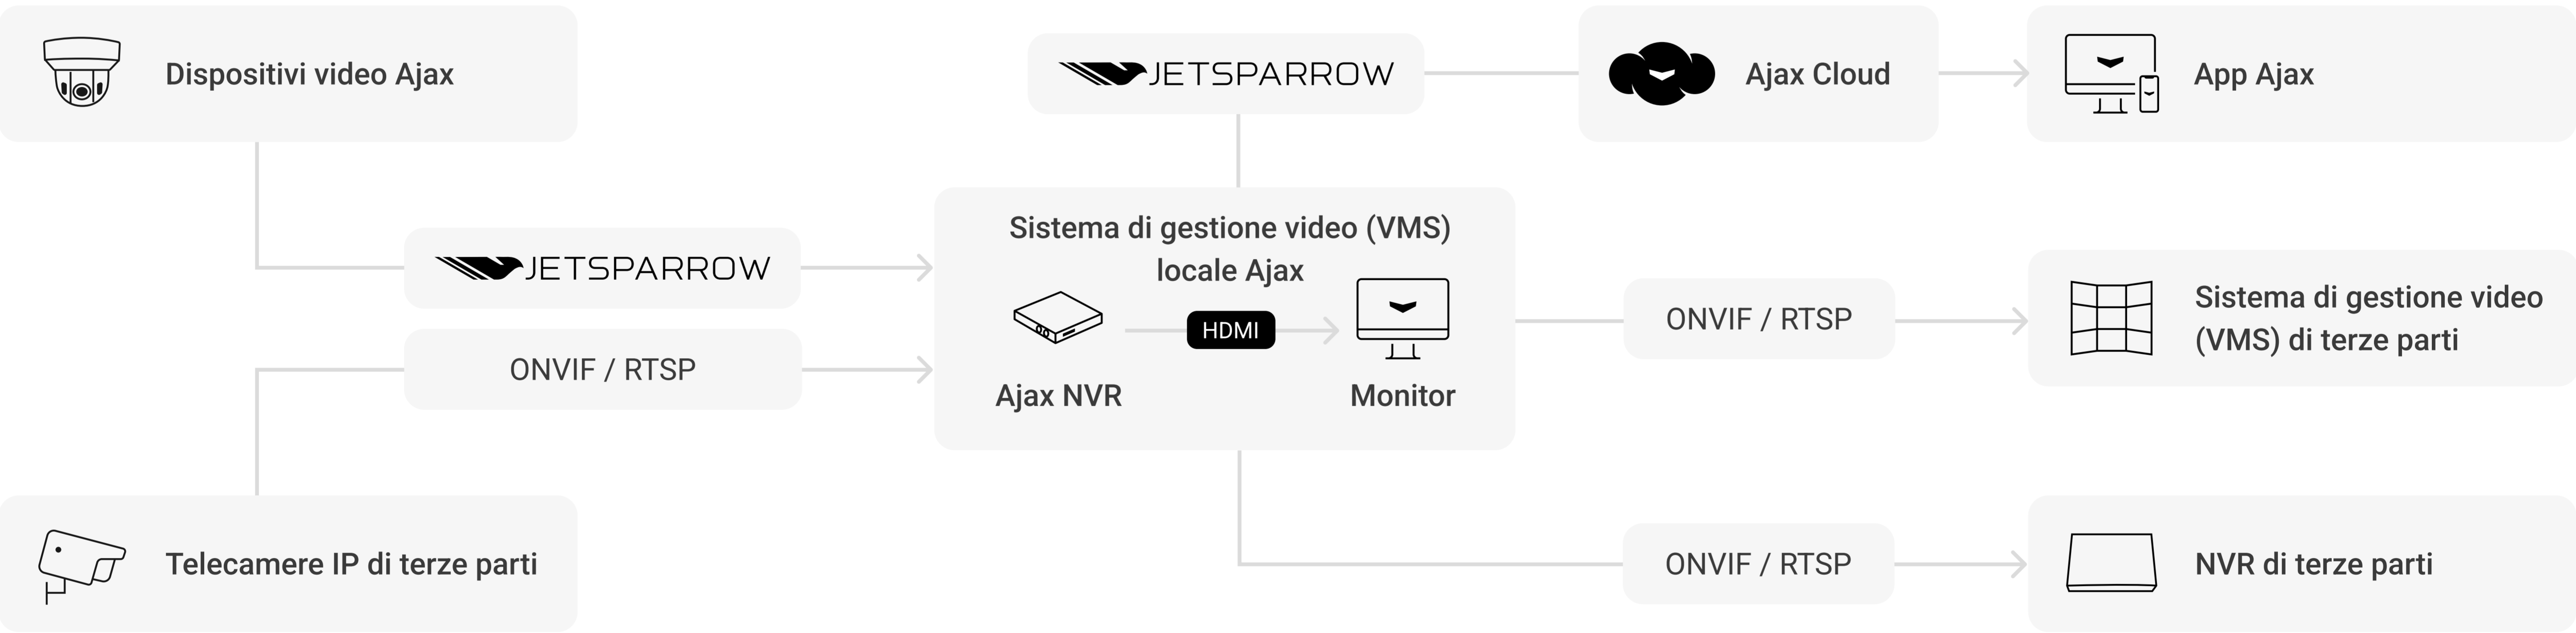 Dispositivi video Ajax
JETSPARROW
Ajax Cloud
App Ajax
JETSPARROW
ONVIF / RTSP
Sistema di gestione video (VMS)
locale Ajax
HDMI
Ajax NVR
Monitor
ONVIF / RTSP
Sistema di gestione video
(VMS) di terze parti
Telecamere IP di terze parti
ONVIF / RTSP
NVR di terze parti